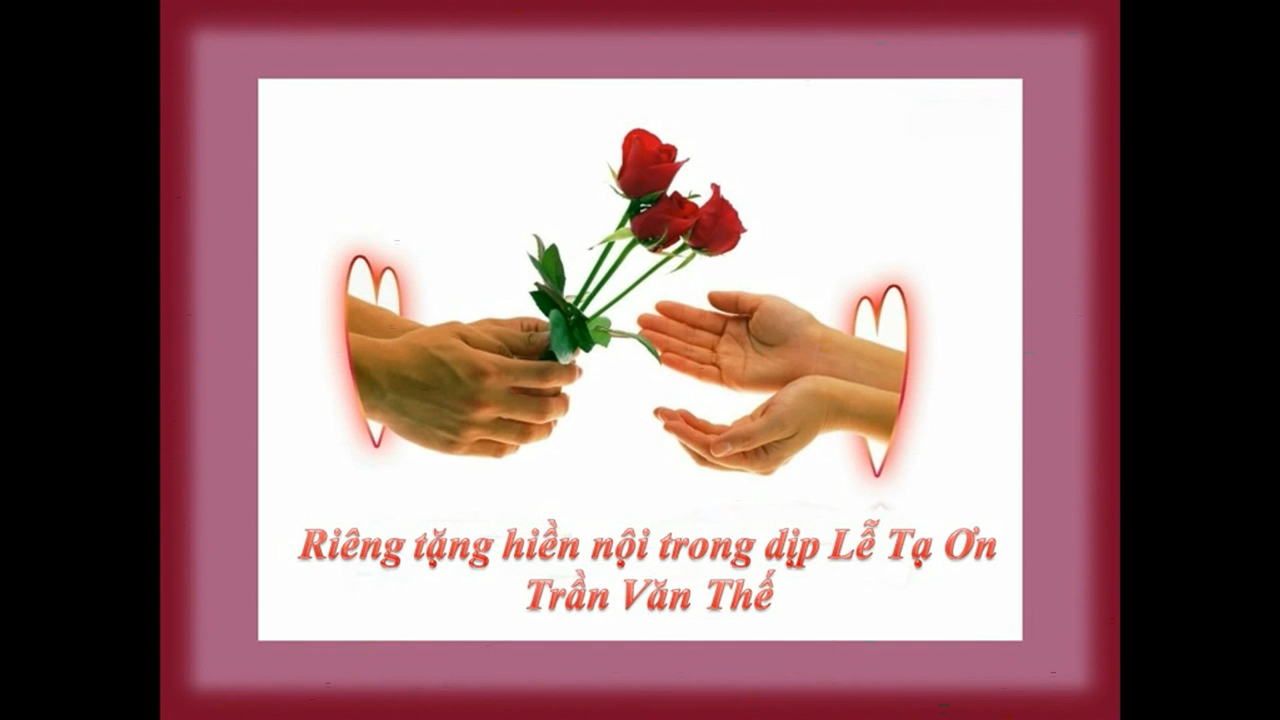 Riêng tặng hiền nội trong dịp Lễ Tạ Ơn
Trần Văn Thế